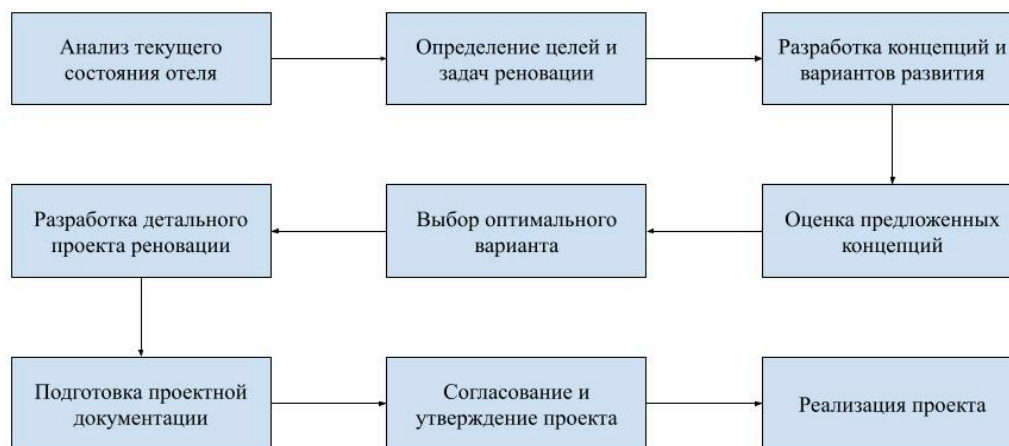 Анализ текущего
состояния отеля
Определение целей и
задач реновации
Разработка концепций и
вариантов развития
Оценка предложенных
концепций
Выбор оптимального
варианта
Разработка детального
проекта реновации
Подготовка проектной
документации
Согласование и
утверждение проекта
Реализация проекта